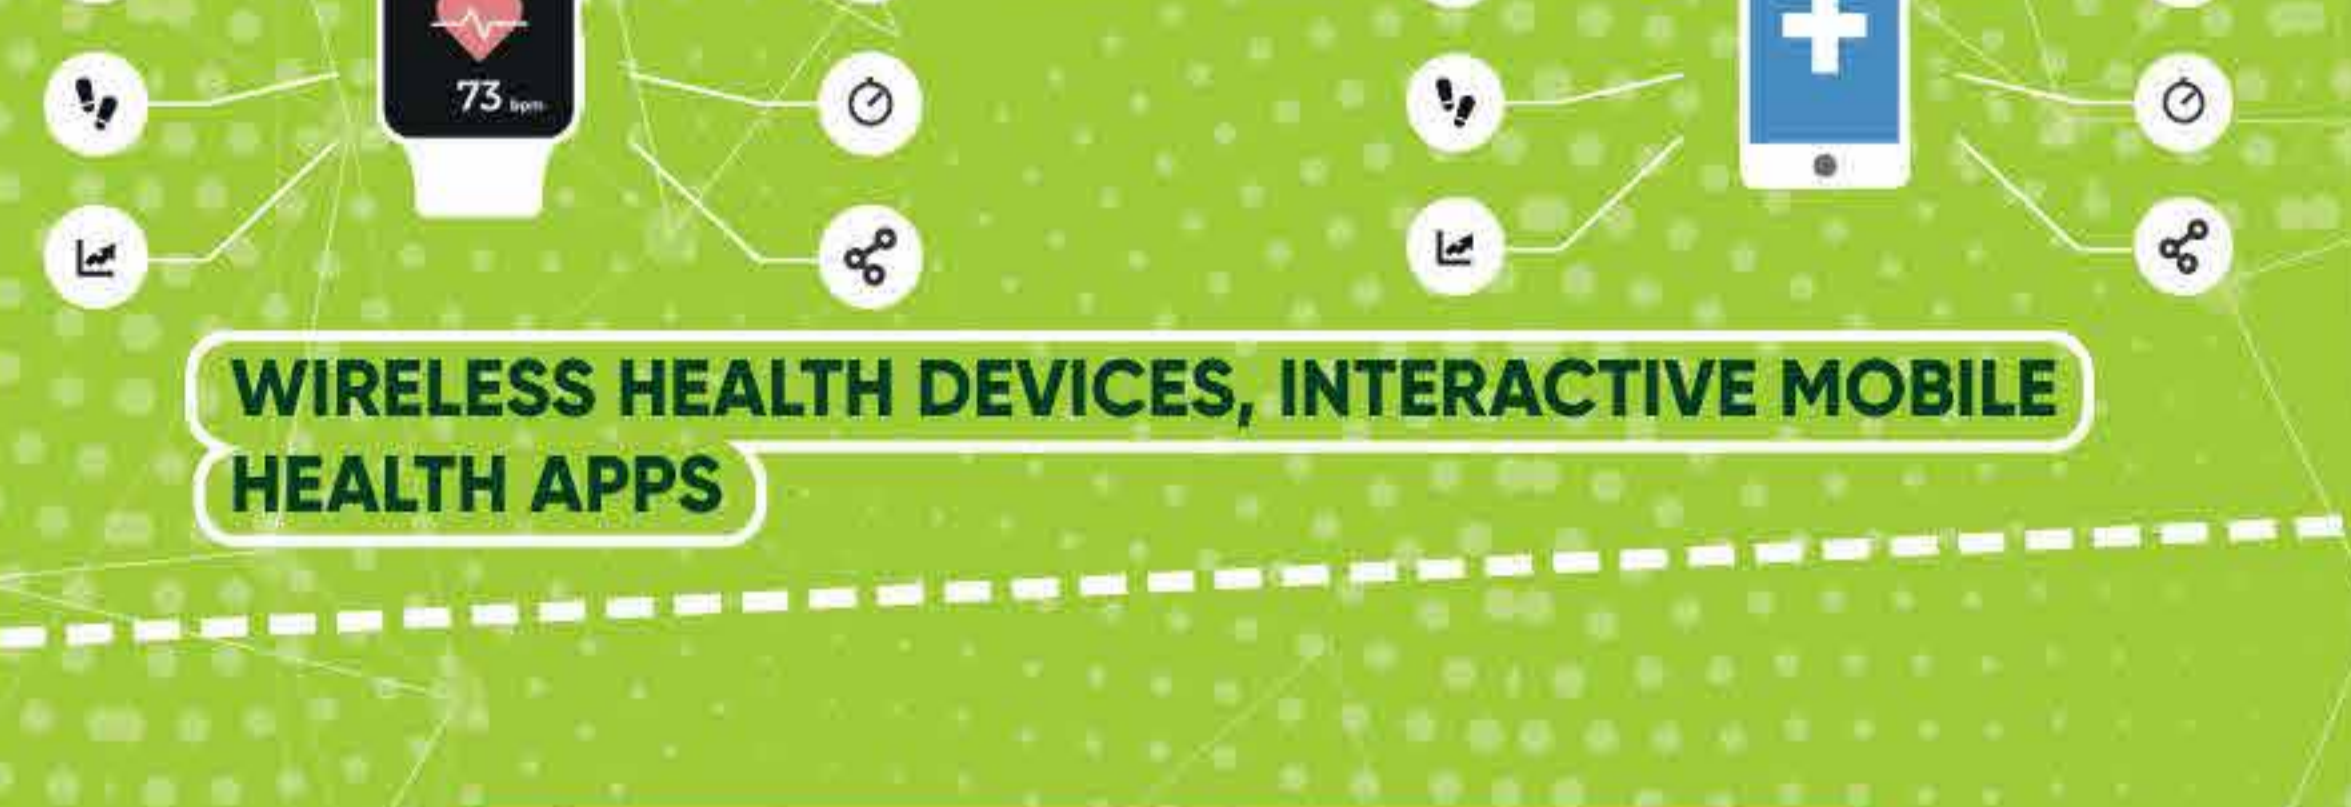 73 bpm
WIRELESS HEALTH DEVICES, INTERACTIVE MOBILE
HEALTH APPS